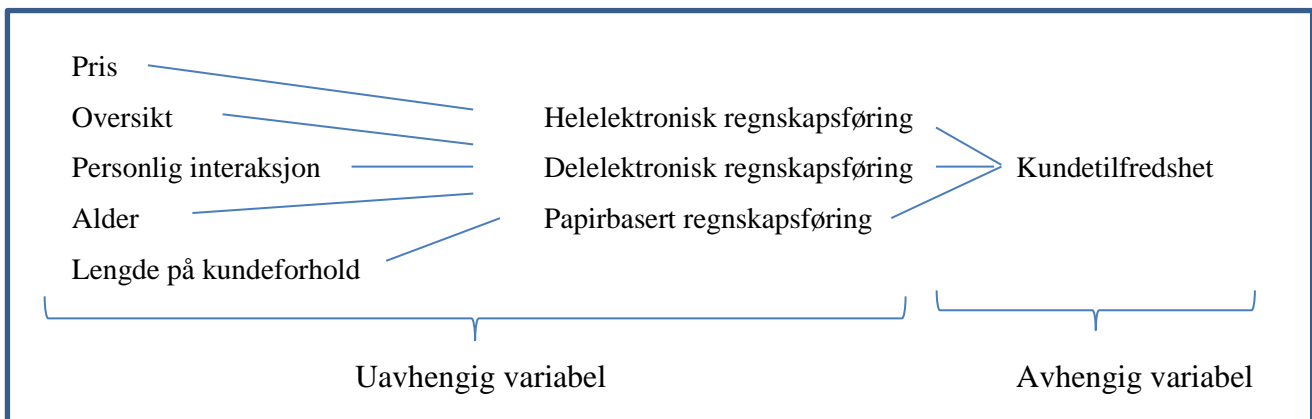 Pris
Oversikt
Personlig interaksjon
Alder
Lengde på kundeforhold
Helelektronisk regnskapsføring
Delelektronisk regnskapsføring
Papirbasert regnskapsføring
Kundetilfredshet
Uavhengig variabel
Avhengig variabel